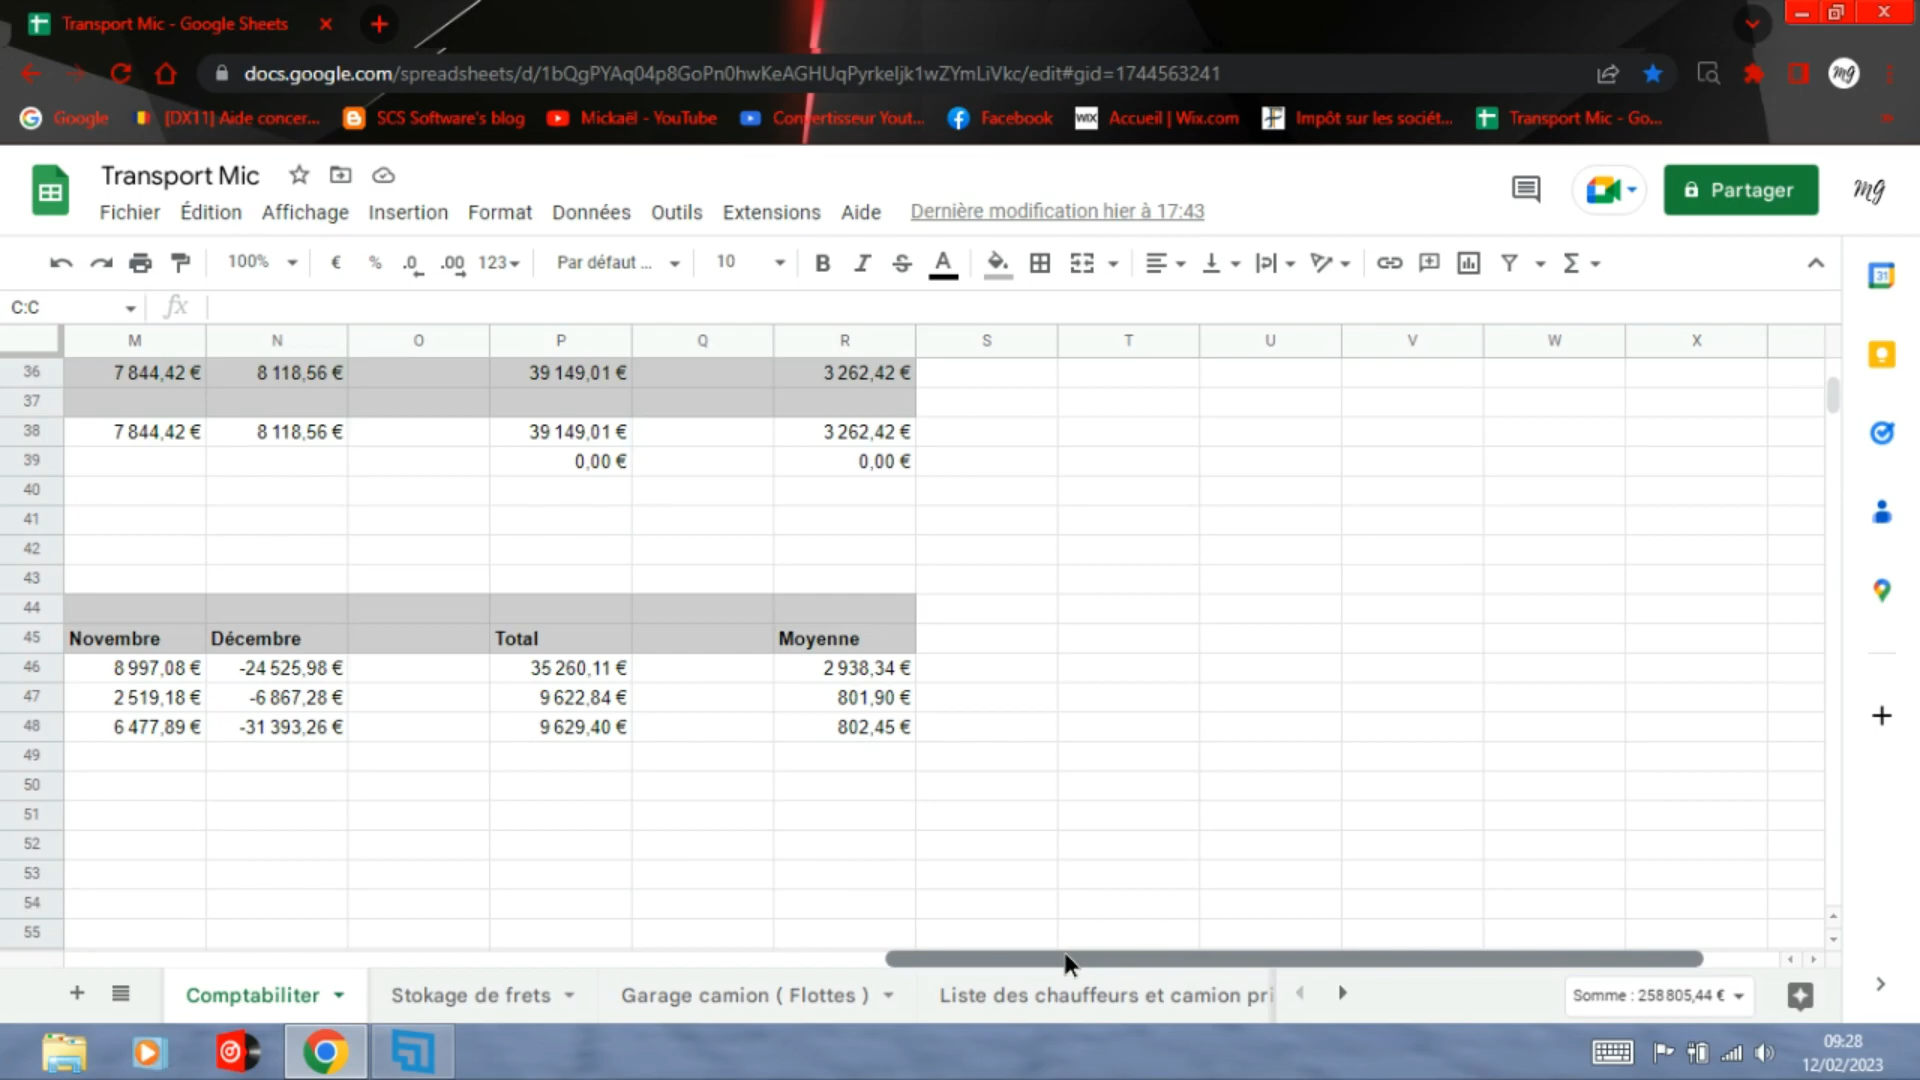 Transport Mic - Google Sheets
docs.google.com/spreadsheets/d/1bQgPYAq04p8GoPn0hwKeAGHUqPyrkeljk1wZYmLiVkc/edit#gid=1744563241
mg
Google [DX11] Aide concer... SCS Software's blog Mickaël - YouTube Convertisseur Yout... Facebook WIX Accueil | Wix.com Impôt sur les sociét... Transport Mic - Go...
Transport Mic
Partager
mg
Fichier Édition Affichage Insertion Format Données Outils Extensions Aide Dernière modification hier à 17:43
100% € % .0 .00 123 Par défaut ... 10 B I S A Σ
31
C:C fx
M N O P Q R S T U V W X
36 7 844,42 € 8 118,56 € 39 149,01 € 3 262,42 €
37
38 7 844,42 € 8 118,56 € 39 149,01 € 3 262,42 €
39 0,00 € 0,00 €
40
41
42
43
44
45 Novembre Décembre Total Moyenne
46 8 997,08 € -24 525,98 € 35 260,11 € 2 938,34 €
47 2 519,18 € -6 867,28 € 9 622,84 € 801,90 €
48 6 477,89 € -31 393,26 € 9 629,40 € 802,45 €
49
50
51
52
53
54
55
Comptabiliter Stokage de frets Garage camion ( Flottes ) Liste des chauffeurs et camion pri Somme : 258 805,44 €
09:28
12/02/2023